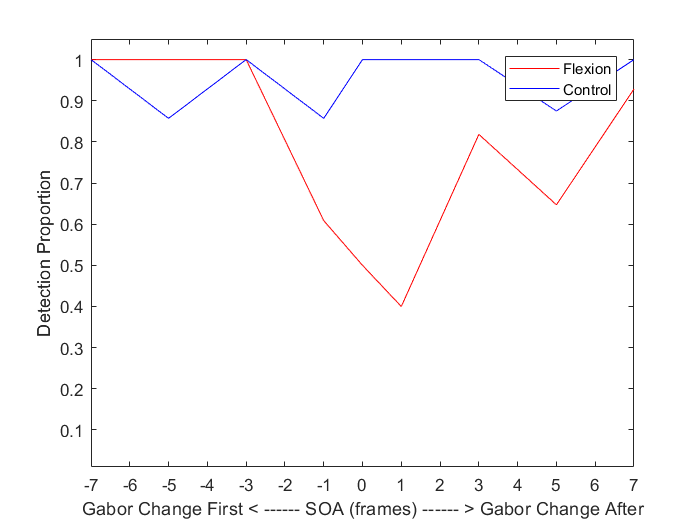 Flexion
Control
1
0.9
0.8
0.7
0.6
0.5
0.4
0.3
0.2
0.1
Detection Proportion
-7 -6 -5 -4 -3 -2 -1 0 1 2 3 4 5 6 7
Gabor Change First < ------ SOA (frames) ------ > Gabor Change After